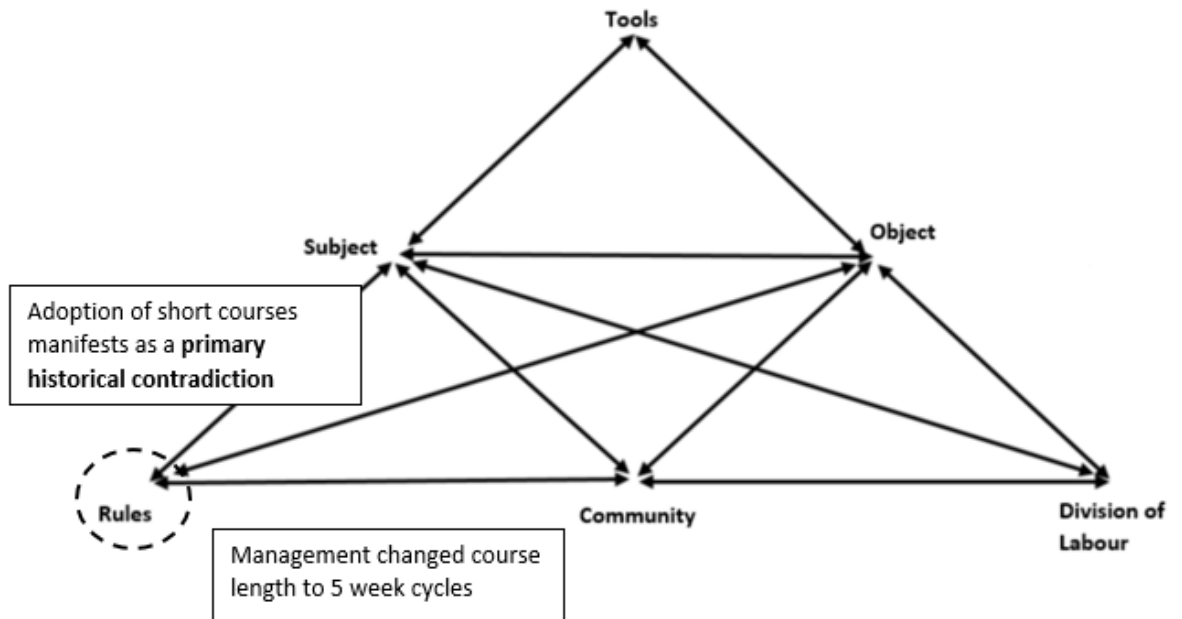 Tools
Object
Subject
Adoption of short courses
manifests as a primary
historical contradiction
Rules
Community
Division of
Labour
Management changed course
length to 5 week cycles